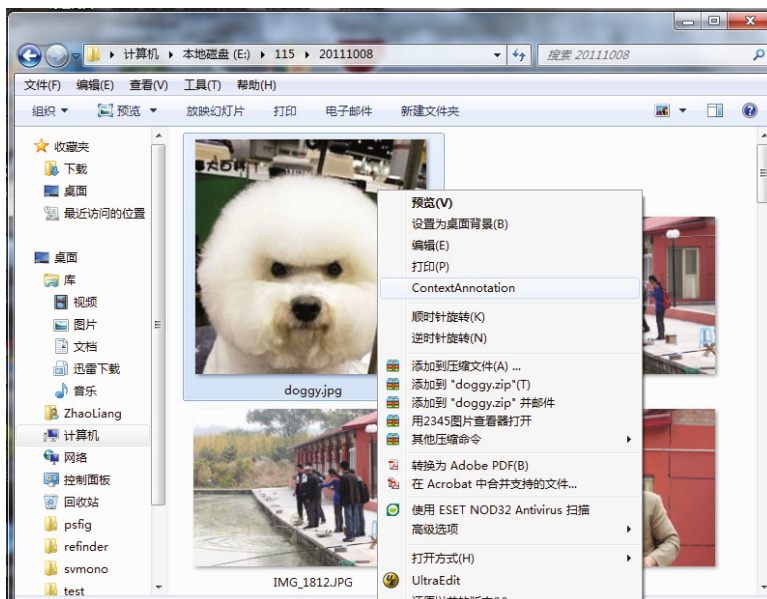 计算机 ▸ 本地磁盘 (E:) ▸ 115 ▸ 20111008
搜索 20111008
文件(F) 编辑(E) 查看(V) 工具(T) 帮助(H)
组织 预览 放映幻灯片 打印 电子邮件 新建文件夹
收藏夹
下载
桌面
最近访问的位置
桌面
库
视频
图片
文档
迅雷下载
音乐
ZhaoLiang
计算机
网络
控制面板
回收站
psfig
refinder
svmono
test
doggy.jpg
IMG_1812.JPG
预览(V)
设置为桌面背景(B)
编辑(E)
打印(P)
ContextAnnotation
顺时针旋转(K)
逆时针旋转(N)
添加到压缩文件(A) ...
添加到 "doggy.zip"(T)
添加到 "doggy.zip" 并邮件
用2345图片查看器打开
其他压缩命令
转换为 Adobe PDF(B)
在 Acrobat 中合并支持的文件...
使用 ESET NOD32 Antivirus 扫描
高级选项
打开方式(H)
UltraEdit